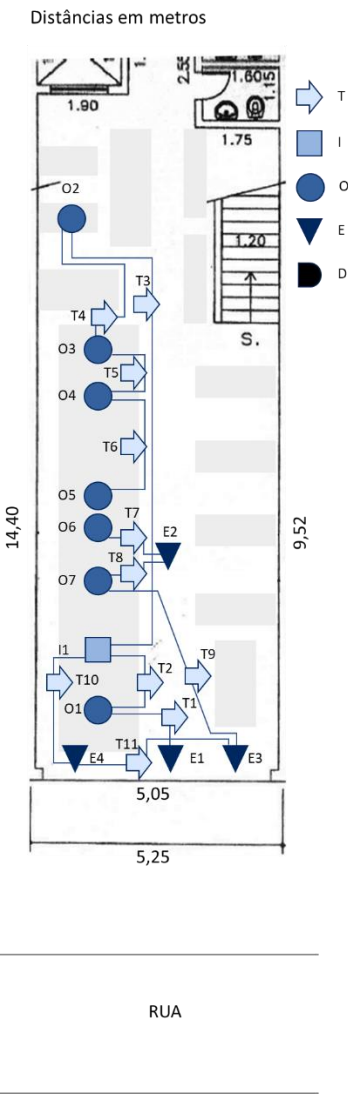 Distâncias em metros
2.55
1.60
1.15
1.90
1.75
T
I
O
E
D
O2
1.20
T3
T4
S.
O3
T5
O4
T6
14,40
9,52
O5
O6
T7
E2
T8
O7
I1
T2
T9
T10
O1
T1
T11
E4
E1
E3
5,05
5,25
RUA